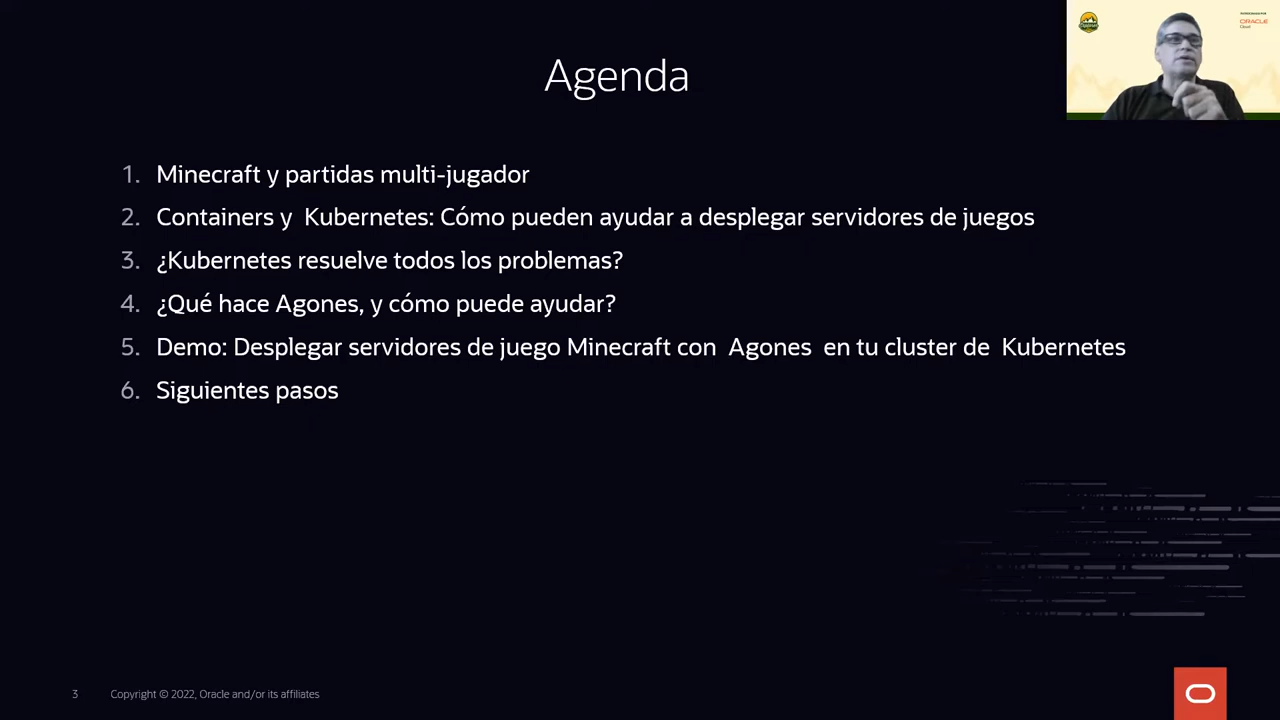 Agenda
1. Minecraft y partidas multi-jugador
2. Containers y Kubernetes: Cómo pueden ayudar a desplegar servidores de juegos
3. ¿Kubernetes resuelve todos los problemas?
4. ¿Qué hace Agones, y cómo puede ayudar?
5. Demo: Desplegar servidores de juego Minecraft con Agones en tu cluster de Kubernetes
6. Siguientes pasos
ORACLE
Cloud
3 Copyright © 2022, Oracle and/or its affiliates